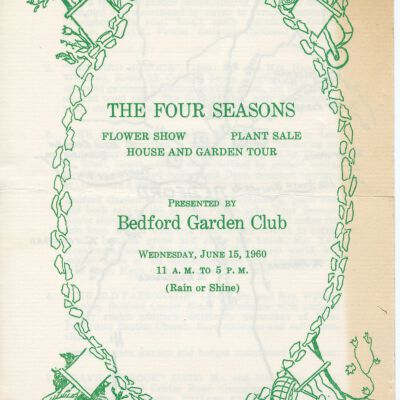 THE FOUR SEASONS
FLOWER SHOW PLANT SALE
HOUSE AND GARDEN TOUR
PRESENTED BY
Bedford Garden Club
WEDNESDAY, JUNE 15, 1960
11 A. M. TO 5 P. M.
(Rain or Shine)